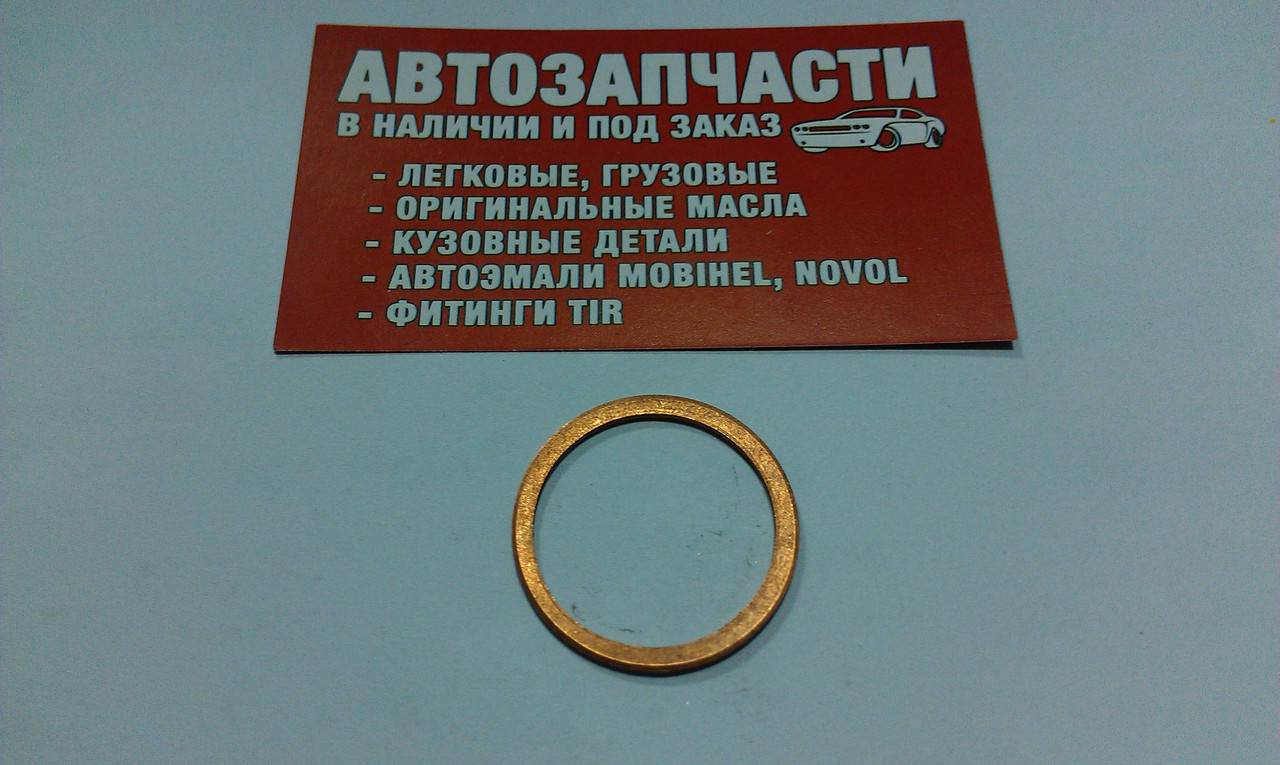 АВТОЗАПЧАСТИ
В НАЛИЧИИ И ПОД ЗАКАЗ
- ЛЕГКОВЫЕ, ГРУЗОВЫЕ
- ОРИГИНАЛЬНЫЕ МАСЛА
- КУЗОВНЫЕ ДЕТАЛИ
- АВТОЭМАЛИ MOBIHEL, NOVOL
- ФИТИНГИ TIR